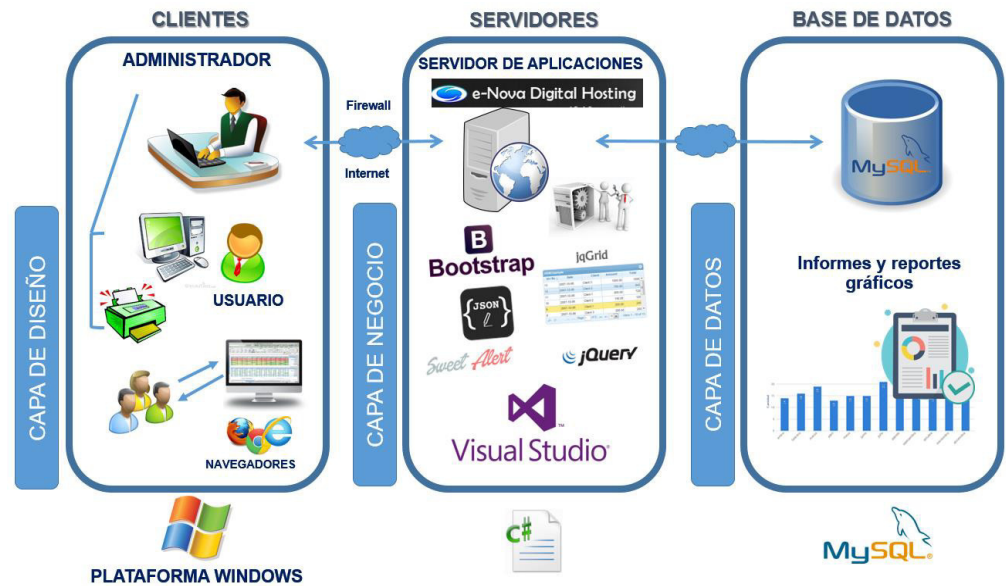 CLIENTES
SERVIDORES
BASE DE DATOS
CAPA DE DISEÑO
ADMINISTRADOR
USUARIO
NAVEGADORES
PLATAFORMA WINDOWS
Firewall
Internet
CAPA DE NEGOCIO
SERVIDOR DE APLICACIONES
e-Nova Digital Hosting
B
Bootstrap
jqGrid
JSON
Sweet Alert
jQuery
Visual Studio
C#
CAPA DE DATOS
MySQL
Informes y reportes
gráficos
MySQL